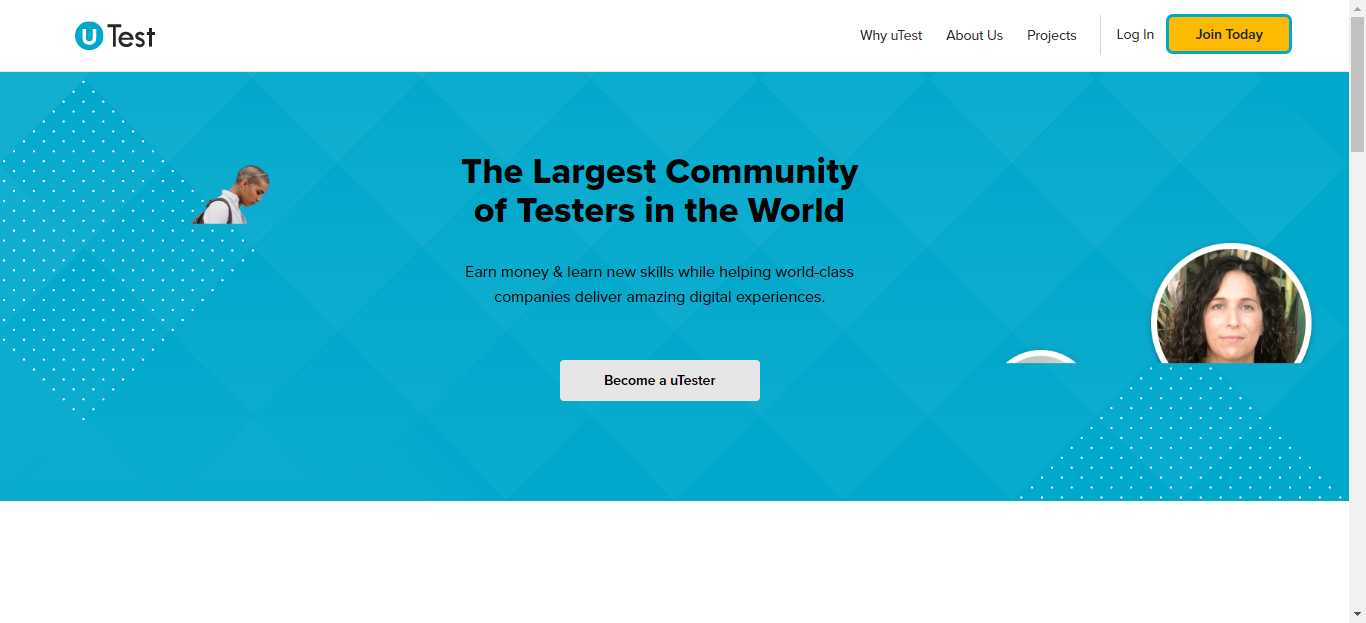 uTest
Why uTest
About Us
Projects
Log In
Join Today
The Largest Community
of Testers in the World
Earn money & learn new skills while helping world-class
companies deliver amazing digital experiences.
Become a uTester